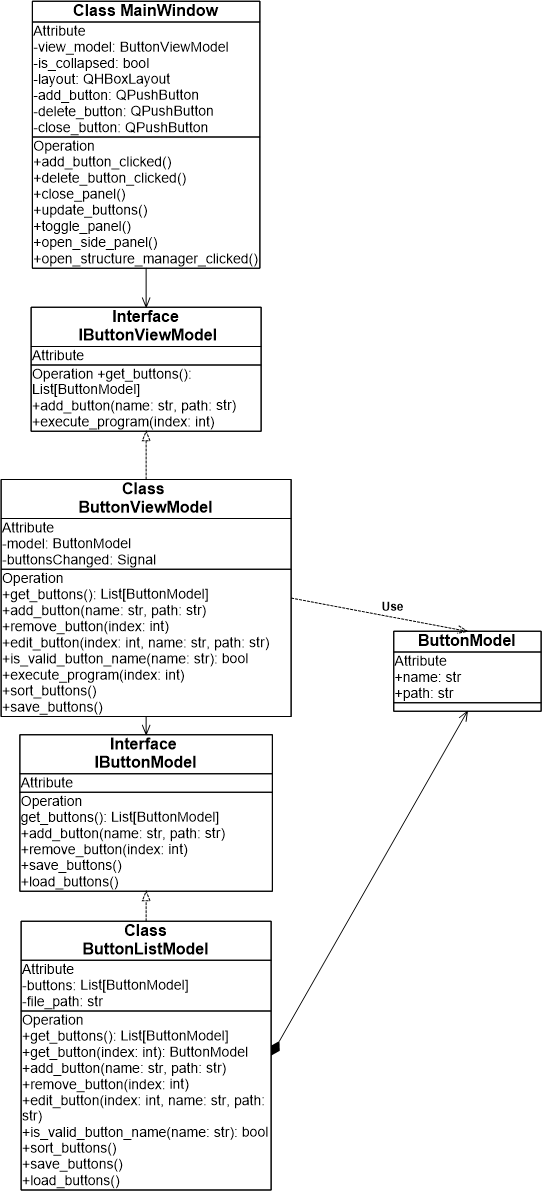 Class MainWindow
Attribute
-view_model: ButtonViewModel
-is_collapsed: bool
-layout: QHBoxLayout
-add_button: QPushButton
-delete_button: QPushButton
-close_button: QPushButton
Operation
+add_button_clicked()
+delete_button_clicked()
+close_panel()
+update_buttons()
+toggle_panel()
+open_side_panel()
+open_structure_manager_clicked()
Interface
IButtonViewModel
Attribute
Operation +get_buttons():
List[ButtonModel]
+add_button(name: str, path: str)
+execute_program(index: int)
Class
ButtonViewModel
Attribute
-model: ButtonModel
-buttonsChanged: Signal
Operation
+get_buttons(): List[ButtonModel]
+add_button(name: str, path: str)
+remove_button(index: int)
+edit_button(index: int, name: str, path: str)
+is_valid_button_name(name: str): bool
+execute_program(index: int)
+sort_buttons()
+save_buttons()
Use
ButtonModel
Attribute
+name: str
+path: str
Interface
IButtonModel
Attribute
Operation
get_buttons(): List[ButtonModel]
+add_button(name: str, path: str)
+remove_button(index: int)
+save_buttons()
+load_buttons()
Class
ButtonListModel
Attribute
-buttons: List[ButtonModel]
-file_path: str
Operation
+get_buttons(): List[ButtonModel]
+get_button(index: int): ButtonModel
+add_button(name: str, path: str)
+remove_button(index: int)
+edit_button(index: int, name: str, path:
str)
+is_valid_button_name(name: str): bool
+sort_buttons()
+save_buttons()
+load_buttons()